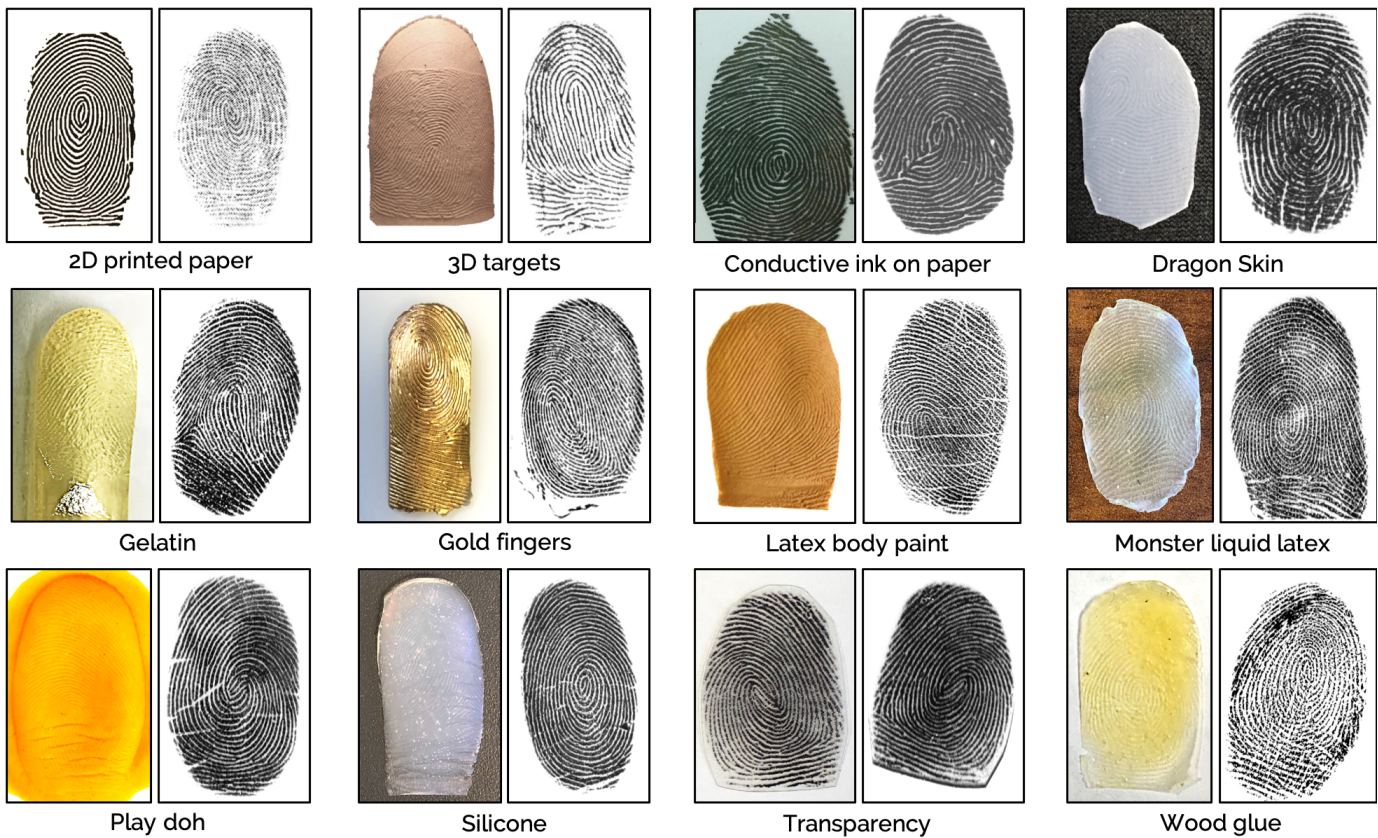 2D printed paper
3D targets
Conductive ink on paper
Dragon Skin
Gelatin
Gold fingers
Latex body paint
Monster liquid latex
Play doh
Silicone
Transparency
Wood glue